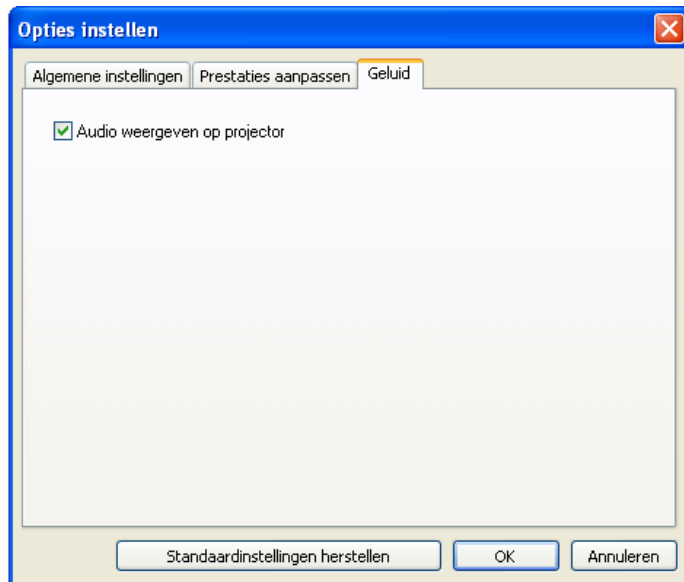 Opties instellen
Algemene instellingen Prestaties aanpassen Geluid
Audio weergeven op projector
Standaardinstellingen herstellen OK Annuleren